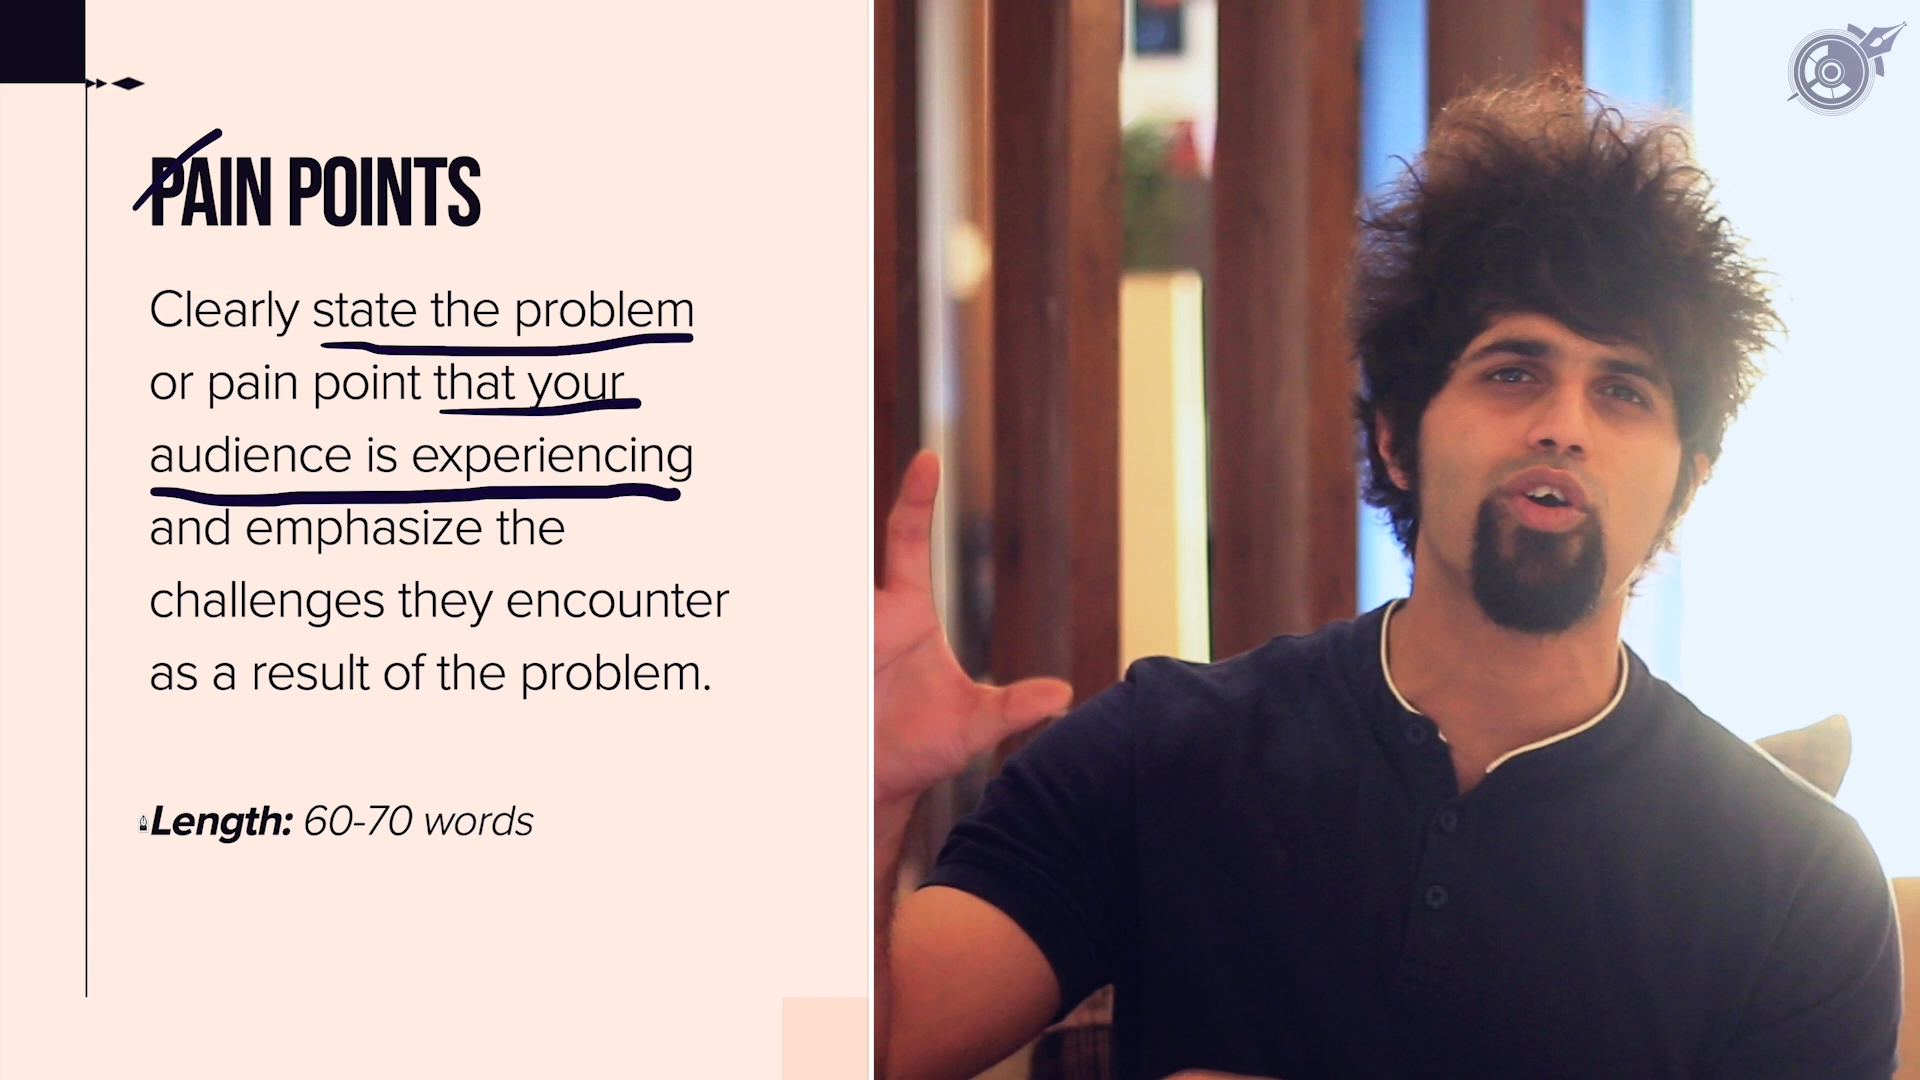 PAIN POINTS
Clearly state the problem
or pain point that your
audience is experiencing
and emphasize the
challenges they encounter
as a result of the problem.
Length: 60-70 words